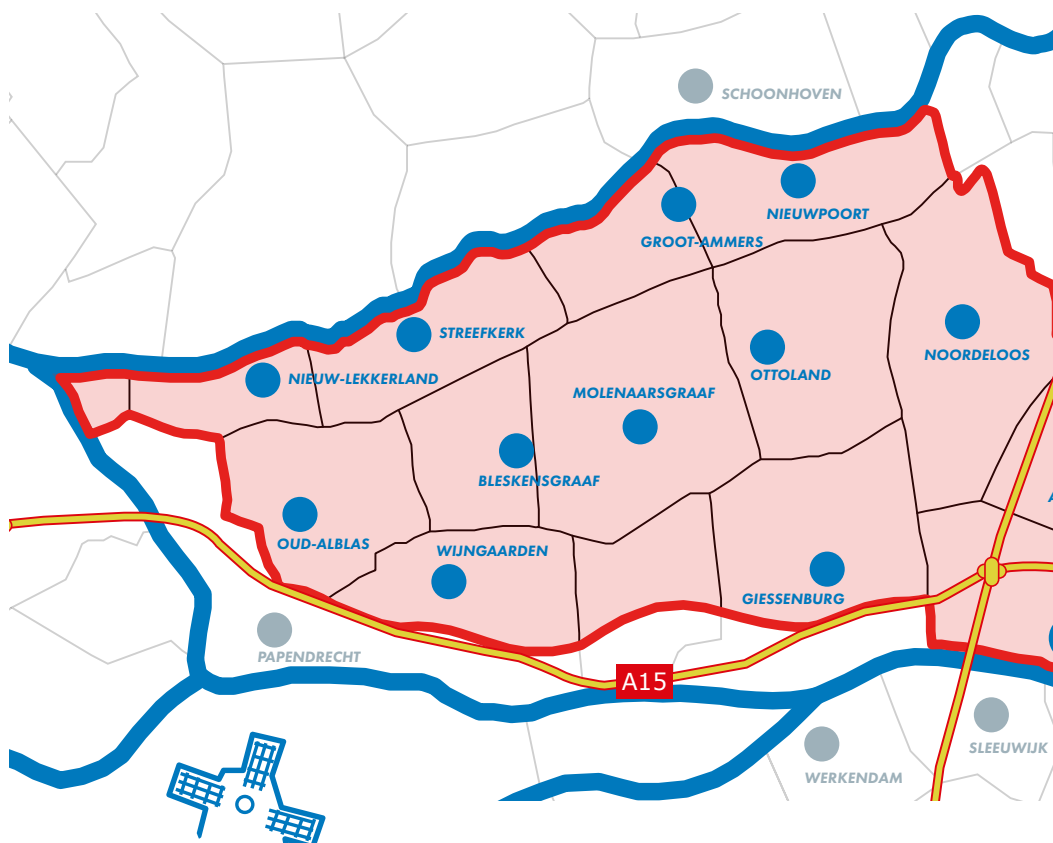 SCHOONHOVEN
NIEUWPOORT
GROOT-AMMERS
STREEFKERK
NOORDELOOS
NIEUW-LEKKERLAND
OTTOLAND
MOLENAARSGRAAF
BLESKENSGRAAF
A
OUD-ALBLAS
WIJNGAARDEN
GIESSENBURG
PAPENDRECHT
A15
SLEEUWIJK
WERKENDAM